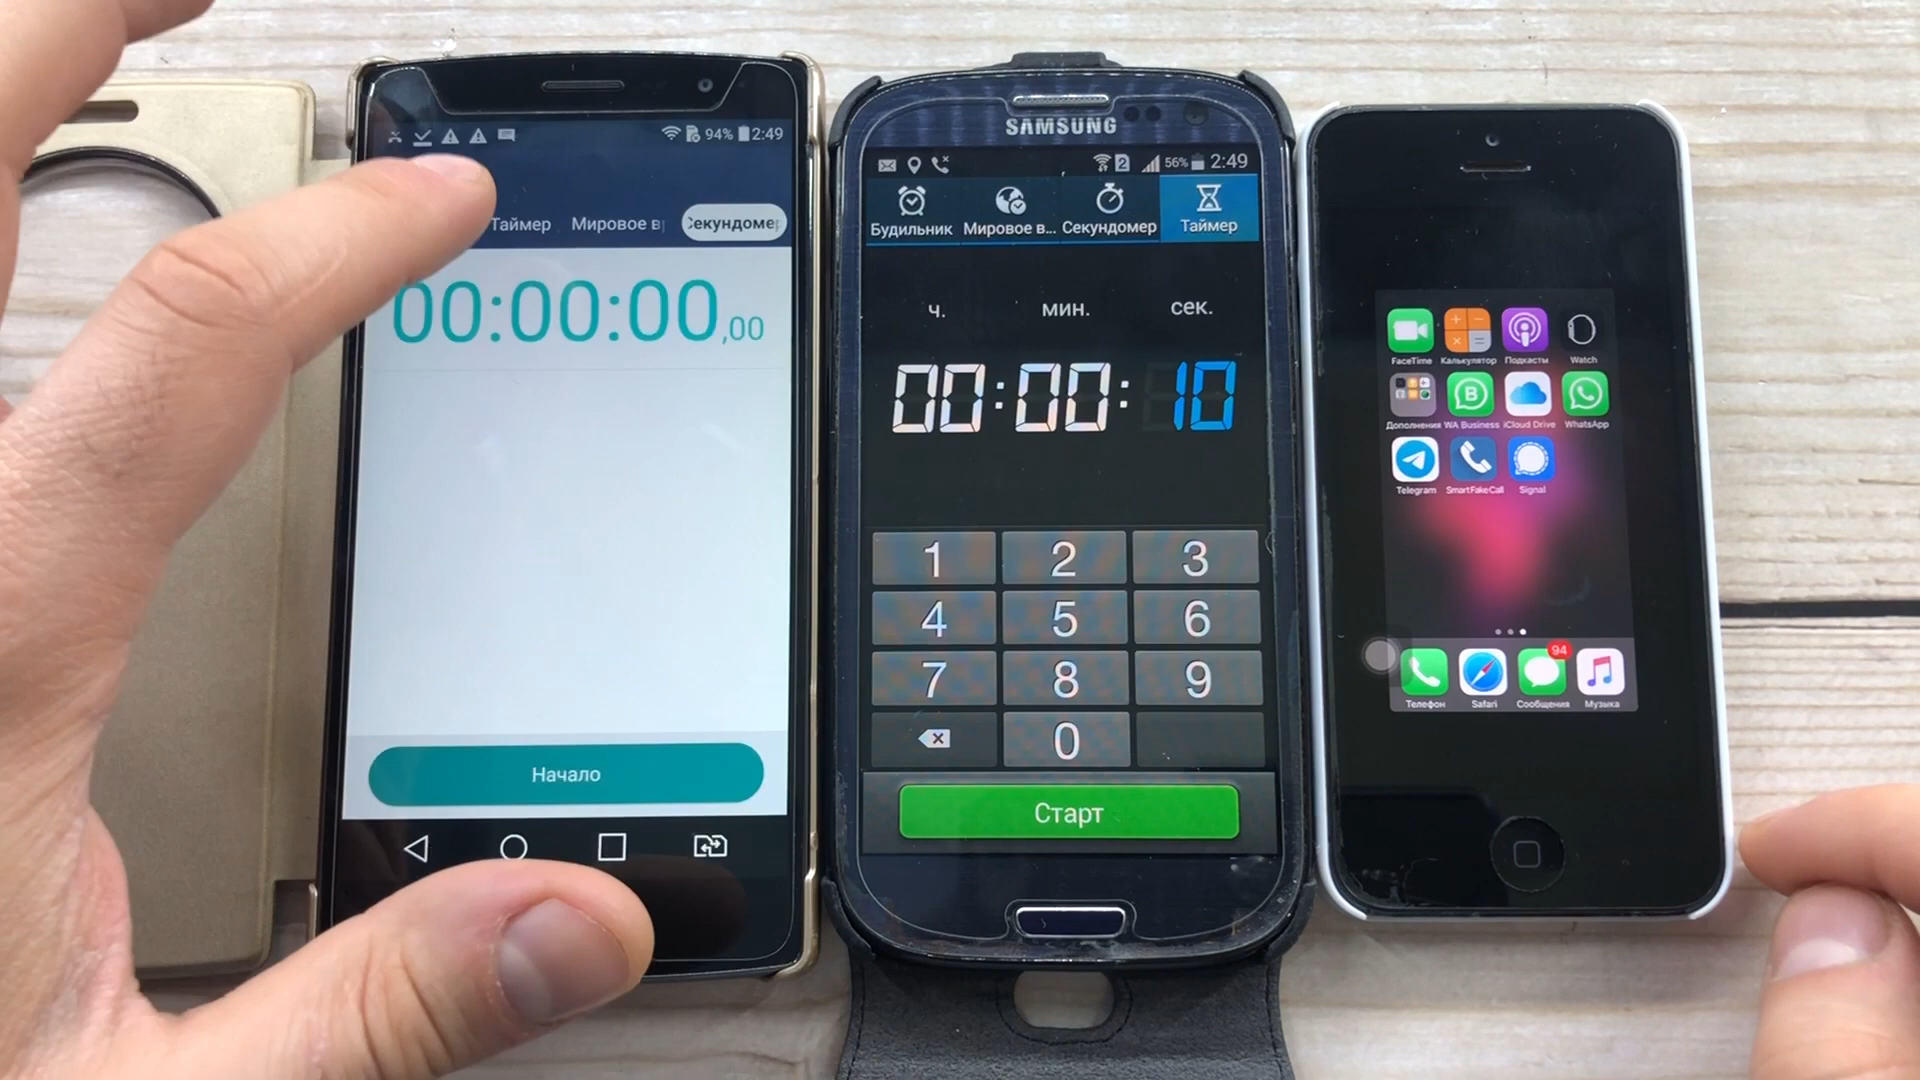 94% 2:49
Таймер Мировое в Секундомер
00:00:00,00
Начало
SAMSUNG
2 56% 2:49
Будильник Мировое в... Секундомер Таймер
ч. мин. сек.
00:00:10
1 2 3
4 5 6
7 8 9
0
Старт
FaceTime Калькулятор Подкасты Watch
Дополнения WA Business iCloud Drive WhatsApp
Telegram SmartFakeCall Signal
94
Телефон Safari Сообщения Музыка